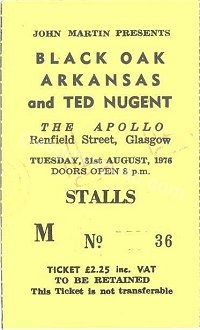 JOHN MARTIN PRESENTS
BLACK OAK
ARKANSAS
and TED NUGENT
THE APOLLO
Renfield Street, Glasgow
TUESDAY, 31st AUGUST, 1976
DOORS OPEN 8 p.m.
STALLS
M No 36
TICKET £2.25 inc. VAT
TO BE RETAINED
This Ticket is not transferable